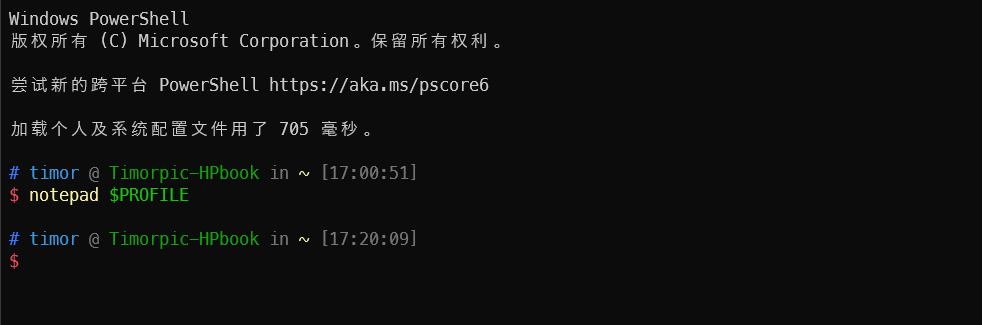 Windows PowerShell
版权所有 (C) Microsoft Corporation。保留所有权利。
尝试新的跨平台 PowerShell https://aka.ms/pscore6
加载个人及系统配置文件用了 705 毫秒。
# timor @ Timorpic-HPbook in ~ [17:00:51]
$ notepad $PROFILE
# timor @ Timorpic-HPbook in ~ [17:20:09]
$